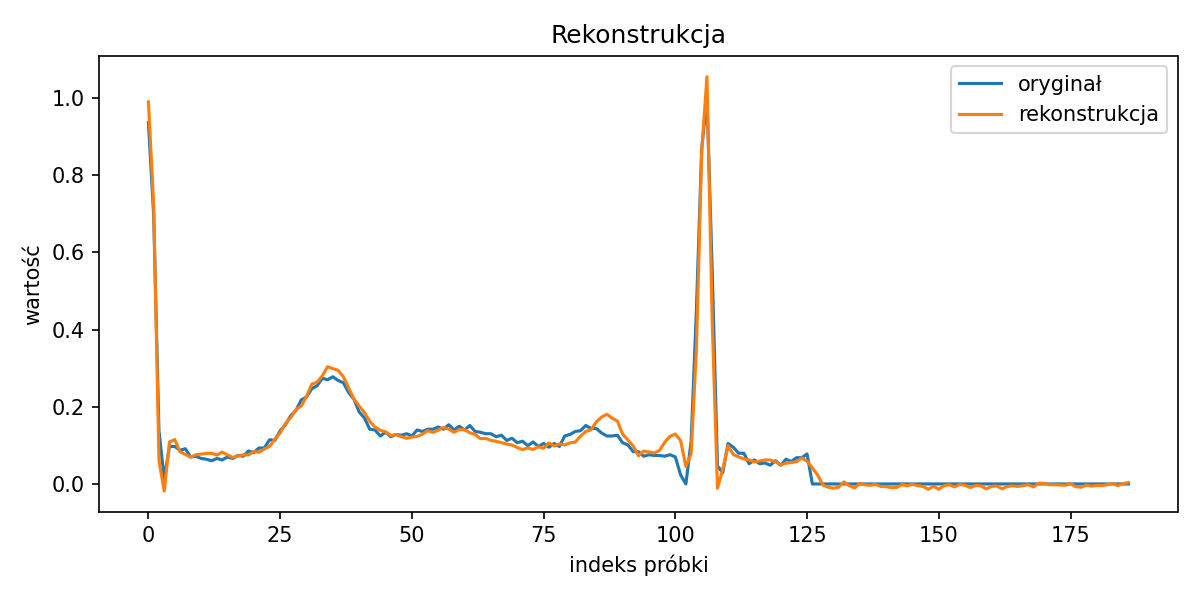 Rekonstrukcja
oryginał
rekonstrukcja
wartość
1.0
0.8
0.6
0.4
0.2
0.0
0 25 50 75 100 125 150 175
indeks próbki